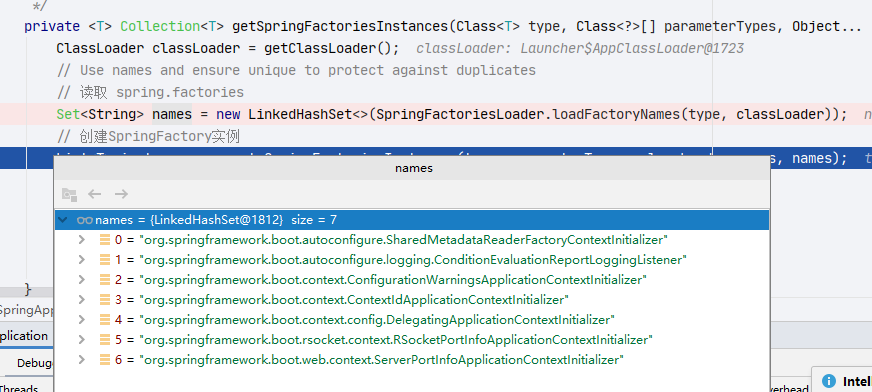 */
private <T> Collection<T> getSpringFactoriesInstances(Class<T> type, Class<?>[] parameterTypes, Object...
ClassLoader classLoader = getClassLoader(); classLoader: Launcher$AppClassLoader@1723
// Use names and ensure unique to protect against duplicates
// 读取 spring.factories
Set<String> names = new LinkedHashSet<>(SpringFactoriesLoader.loadFactoryNames(type, classLoader)); n
// 创建SpringFactory实例
, names); t
names
names = {LinkedHashSet@1812} size = 7
0 = "org.springframework.boot.autoconfigure.SharedMetadataReaderFactoryContextInitializer"
1 = "org.springframework.boot.autoconfigure.logging.ConditionEvaluationReportLoggingListener"
2 = "org.springframework.boot.context.ConfigurationWarningsApplicationContextInitializer"
3 = "org.springframework.boot.context.ContextIdApplicationContextInitializer"
4 = "org.springframework.boot.context.config.DelegatingApplicationContextInitializer"
5 = "org.springframework.boot.rsocket.context.RSocketPortInfoApplicationContextInitializer"
6 = "org.springframework.boot.web.context.ServerPortInfoApplicationContextInitializer"
}
SpringApp
plication
Debug
Threads
Intel
verhead